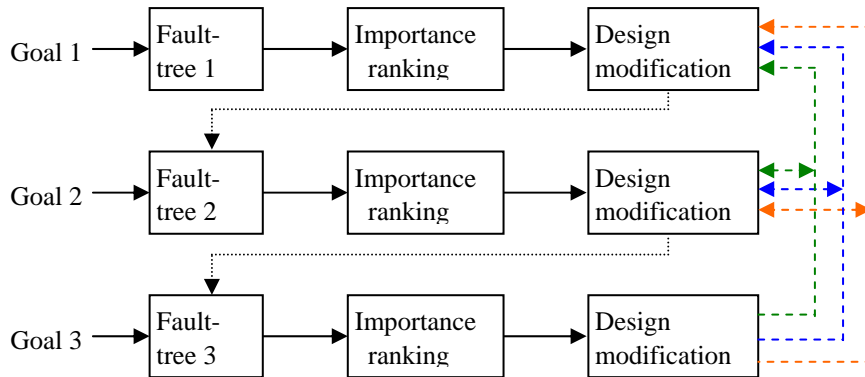 Goal 1
Fault-
tree 1
Importance
ranking
Design
modification
Goal 2
Fault-
tree 2
Importance
ranking
Design
modification
Goal 3
Fault-
tree 3
Importance
ranking
Design
modification